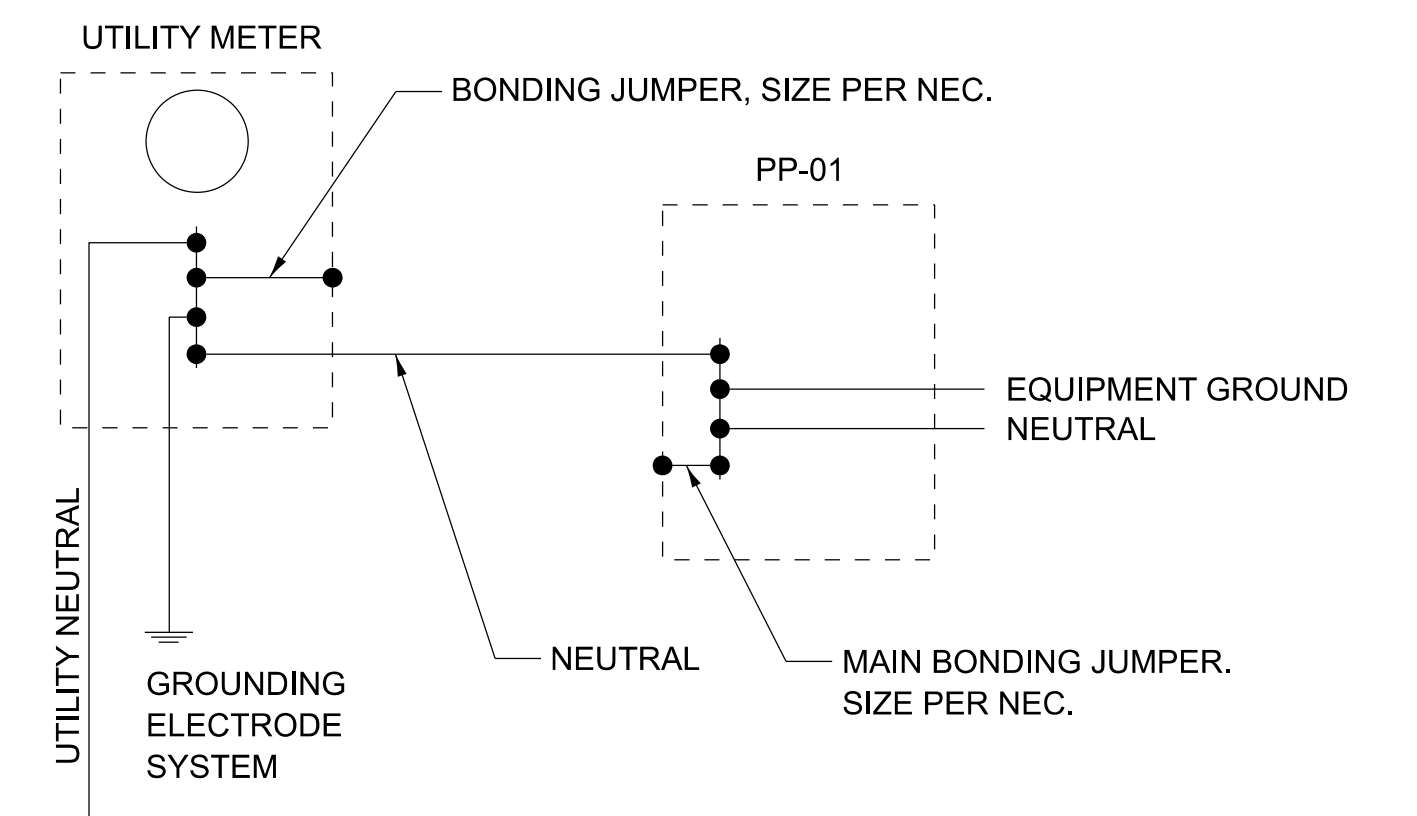 UTILITY METER
BONDING JUMPER, SIZE PER NEC.
PP-01
EQUIPMENT GROUND
NEUTRAL
UTILITY NEUTRAL
GROUNDING
ELECTRODE
SYSTEM
NEUTRAL
MAIN BONDING JUMPER.
SIZE PER NEC.